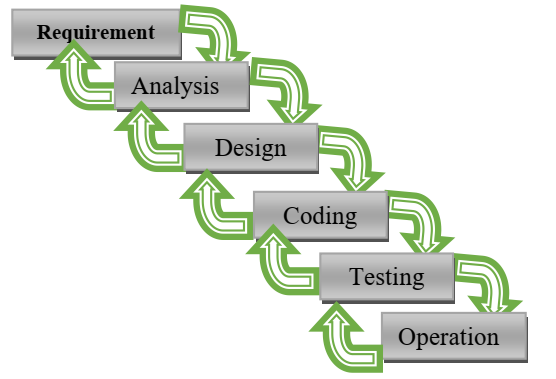 Requirement
Analysis
Design
Coding
Testing
Operation